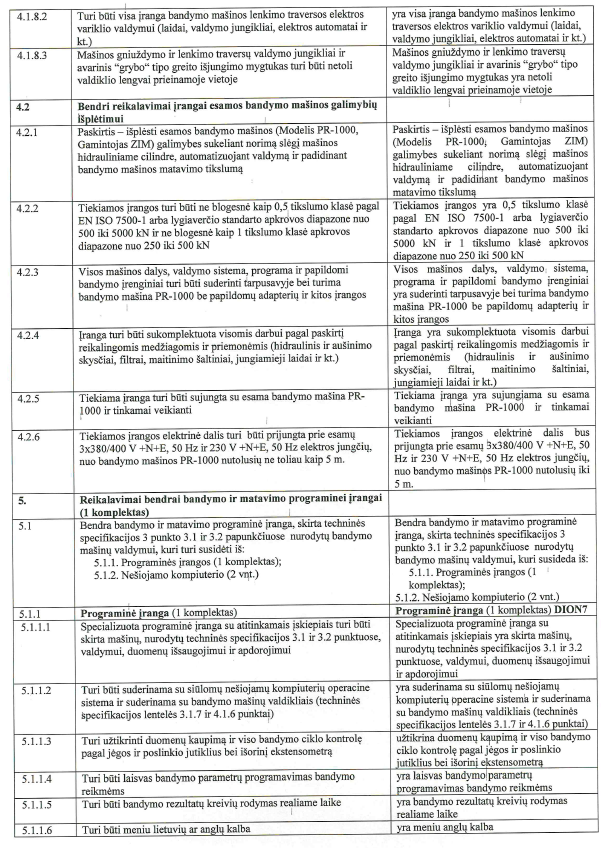 4.1.8.2
Turi būti visa įranga bandymo mašinos lenkimo traversos elektros
variklio valdymui (laidai, valdymo jungikliai, elektros automatai ir
kt.)
yra visa įranga bandymo mašinos lenkimo
traversos elektros variklio valdymui (laidai,
valdymo jungikliai, elektros automatai ir kt.)
4.1.8.3
Mašinos gniuždymo ir lenkimo traversų valdymo jungikliai ir
avarinis “grybo“ tipo greito išjungimo mygtukas turi būti netoli
valdiklio lengvai prieinamoje vietoje
Mašinos gniuždymo ir lenkimo traversų
valdymo jungikliai ir avarinis “grybo“ tipo
greito išjungimo mygtukas yra netoli
valdiklio lengvai prieinamoje vietoje
4.2
Bendri reikalavimai įrangai esamos bandymo mašinos galimybių
išplėtimui
4.2.1
Paskirtis – išplėsti esamos bandymo mašinos (Modelis PR-1000,
Gamintojas ZIM) galimybes sukeliant norimą slėgį mašinos
hidrauliniame cilindre, automatizuojant valdymą ir padidinant
bandymo mašinos matavimo tikslumą
Paskirtis – išplėsti esamos bandymo mašinos
(Modelis PR-1000, Gamintojas ZIM)
galimybes sukeliant norimą slėgį mašinos
hidrauliniame cilindre, automatizuojant
valdymą ir padidinant bandymo mašinos
matavimo tikslumą
4.2.2
Tiekiamos įrangos turi būti ne blogesnė kaip 0,5 tikslumo klasė pagal
EN ISO 7500-1 arba lygiaverčio standarto apkrovos diapazone nuo
500 iki 5000 kN ir ne blogesnė kaip 1 tikslumo klasė apkrovos
diapazone nuo 250 iki 500 kN
Tiekiamos įrangos yra 0,5 tikslumo klasė
pagal EN ISO 7500-1 arba lygiaverčio
standarto apkrovos diapazone nuo 500 iki
5000 kN ir 1 tikslumo klasė apkrovos
diapazone nuo 250 iki 500 kN
4.2.3
Visos mašinos dalys, valdymo sistema, programa ir papildomi
bandymo įrenginiai turi būti suderinti tarpusavyje bei turima
bandymo mašina PR-1000 be papildomų adapterių ir kitos įrangos
Visos mašinos dalys, valdymo sistema,
programa ir papildomi bandymo įrenginiai
yra suderinti tarpusavyje bei turima bandymo
mašina PR-1000 be papildomų adapterių ir
kitos įrangos
4.2.4
Įranga turi būti sukomplektuota visomis darbui pagal paskirtį
reikalingomis medžiagomis ir priemonėmis (hidraulinis ir aušinimo
skysčiai, filtrai, maitinimo šaltiniai, jungiamieji laidai ir kt.)
Įranga yra sukomplektuota visomis darbui
pagal paskirtį reikalingomis medžiagomis ir
priemonėmis (hidraulinis ir aušinimo
skysčiai, filtrai, maitinimo šaltiniai,
jungiamieji laidai ir kt.)
4.2.5
Tiekiama įranga turi būti sujungta su esama bandymo mašina PR-
1000 ir tinkamai veikianti
Tiekiama įranga yra sujungjama su esama
bandymo mašina PR-1000 ir tinkamai
veikianti
4.2.6
Tiekiamos įrangos elektrinė dalis turi būti prijungta prie esamų
3x380/400 V +N+E, 50 Hz ir 230 V +N+E, 50 Hz elektros jungčių,
nuo bandymo mašinos PR-1000 nutolusių ne toliau kaip 5 m.
Tiekiamos įrangos elektrinė dalis bus
prijungta prie esamų 3x380/400 V +N+E, 50
Hz ir 230 V +N+E, 50 Hz elektros jungčių,
nuo bandymo mašinos PR-1000 nutolusių iki
5 m.
5.
Reikalavimai bendrai bandymo ir matavimo programinei įrangai
(1 komplektas)
5.1
Bendra bandymo ir matavimo programinė įranga, skirta techninės
specifikacijos 3 punkto 3.1 ir 3.2 papunkčiuose nurodytų bandymo
mašinų valdymui, kuri turi susidėti iš:
5.1.1. Programinės įrangos (1 komplektas);
5.1.2. Nešiojamo kompiuterio (2 vnt.)
Bendra bandymo ir matavimo programinė
įranga, skirta techninės specifikacijos 3
punkto 3.1 ir 3.2 papunkčiuose nurodytų
bandymo mašinų valdymui, kuri susideda iš:
5.1.1. Programinės įrangos (1
komplektas);
5.1.2. Nešiojamo kompiuterio (2 vnt.)
5.1.1
Programinė įranga (1 komplektas)
Programinė įranga (1 komplektas) DION7
5.1.1.1
Specializuota programinė įranga su atitinkamais įskiepiais turi būti
skirta mašinų, nurodytų techninės specifikacijos 3.1 ir 3.2 punktuose,
valdymui, duomenų išsaugojimui ir apdorojimui
Specializuota programinė įranga su
atitinkamais įskiepiais yra skirta mašinų,
nurodytų techninės specifikacijos 3.1 ir 3.2
punktuose, valdymui, duomenų išsaugojimui
ir apdorojimui
5.1.1.2
Turi būti suderinama su siūlomų nešiojamų kompiuterių operacine
sistema ir suderinama su bandymo mašinų valdikliais (techninės
specifikacijos lentelės 3.1.7 ir 4.1.6 punktai)
yra suderinama su siūlomų nešiojamų
kompiuterių operacine sistema ir suderinama
su bandymo mašinų valdikliais (techninės
specifikacijos lentelės 3.1.7 ir 4.1.6 punktai)
5.1.1.3
Turi užtikrinti duomenų kaupimą ir viso bandymo ciklo kontrolę
pagal jėgos ir poslinkio jutiklius bei išorinį ekstensometrą
užtikrina duomenų kaupimą ir viso bandymo
ciklo kontrolę pagal jėgos ir poslinkio
jutiklius bei išorinį ekstensometrą
5.1.1.4
Turi būti laisvas bandymo parametrų programavimas bandymo
reikmėms
yra laisvas bandymo parametrų
programavimas bandymo reikmėms
5.1.1.5
Turi būti bandymo rezultatų kreivių rodymas realiame laike
yra bandymo rezultatų kreivių rodymas
realiame laike
5.1.1.6
Turi būti meniu lietuvių ar anglų kalba
yra meniu anglų kalba